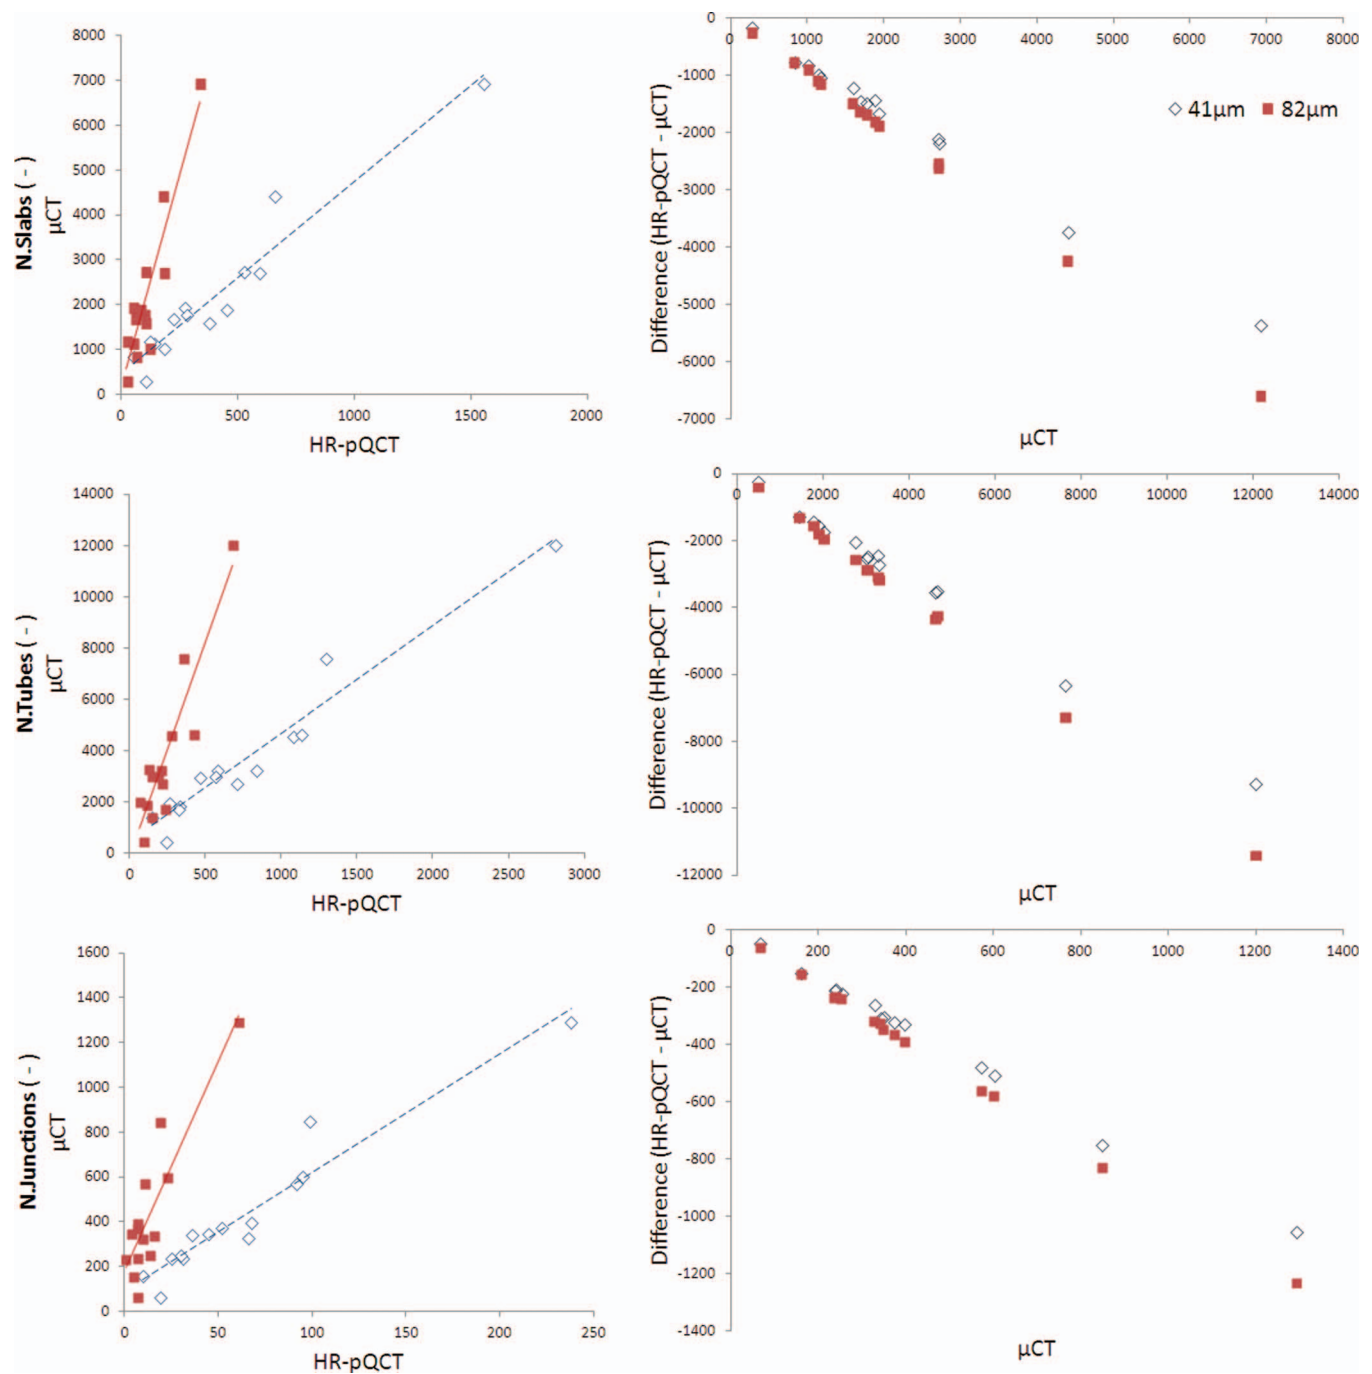 8000
7000
6000
5000
4000
3000
2000
1000
0
0 500 1000 1500 2000
N.Slabs ( - )
µCT
HR-pQCT
0 1000 2000 3000 4000 5000 6000 7000 8000
0
-1000
-2000
-3000
-4000
-5000
-6000
-7000
Difference (HR-pQCT - µCT)
µCT
41µm 82µm
14000
12000
10000
8000
6000
4000
2000
0
0 500 1000 1500 2000 2500 3000
N.Tubes ( - )
µCT
HR-pQCT
0 2000 4000 6000 8000 10000 12000 14000
0
-2000
-4000
-6000
-8000
-10000
-12000
Difference (HR-pQCT - µCT)
µCT
1600
1400
1200
1000
800
600
400
200
0
0 50 100 150 200 250
N.Junctions ( - )
µCT
HR-pQCT
0 200 400 600 800 1000 1200 1400
0
-200
-400
-600
-800
-1000
-1200
-1400
Difference (HR-pQCT - µCT)
µCT